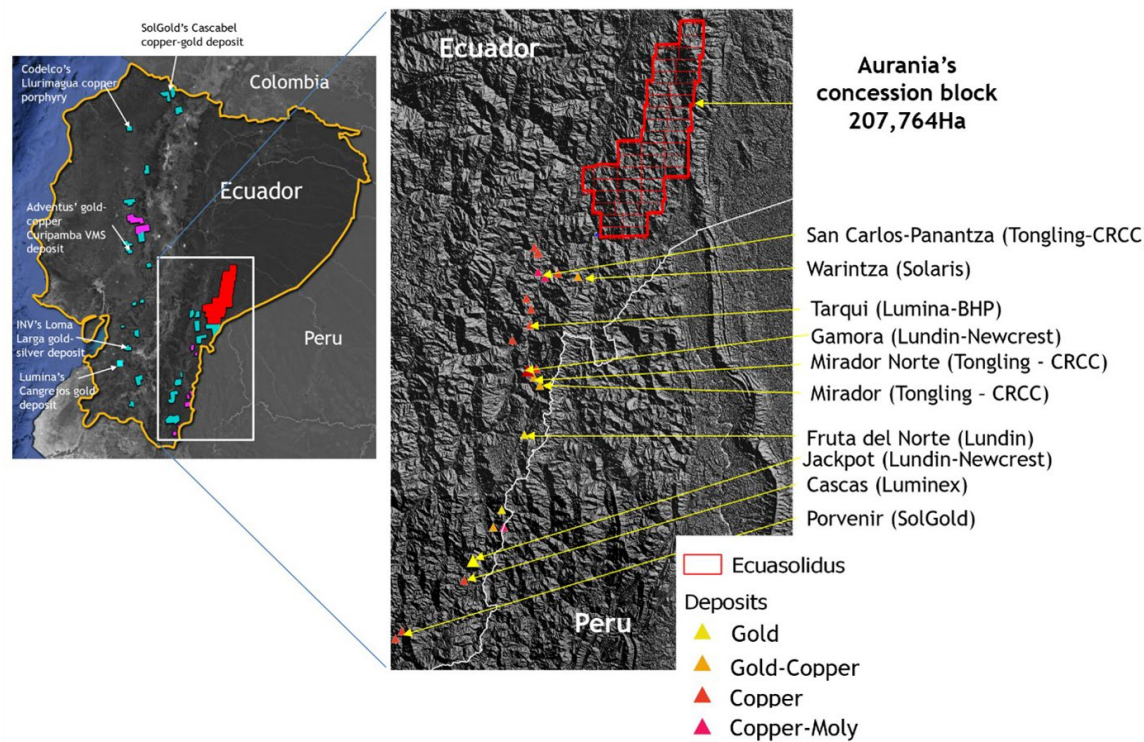 SolGold's Cascabel
copper-gold deposit
Codelco's
Llurimagua copper
porphyry
Colombia
Ecuador
Adventus' gold-
copper
Curipamba VMS
deposit
INV's Loma
Larga gold-
silver deposit
Lumina's
Cangrejos gold
deposit
Peru
Ecuador
Aurania's
concession block
207,764Ha
San Carlos-Panantza (Tongling-CRCC
Warintza (Solaris)
Tarqui (Lumina-BHP)
Gamora (Lundin-Newcrest)
Mirador Norte (Tongling - CRCC)
Mirador (Tongling - CRCC)
Fruta del Norte (Lundin)
Jackpot (Lundin-Newcrest)
Cascas (Luminex)
Porvenir (SolGold)
Peru
Ecuasolidus
Deposits
Gold
Gold-Copper
Copper
Copper-Moly